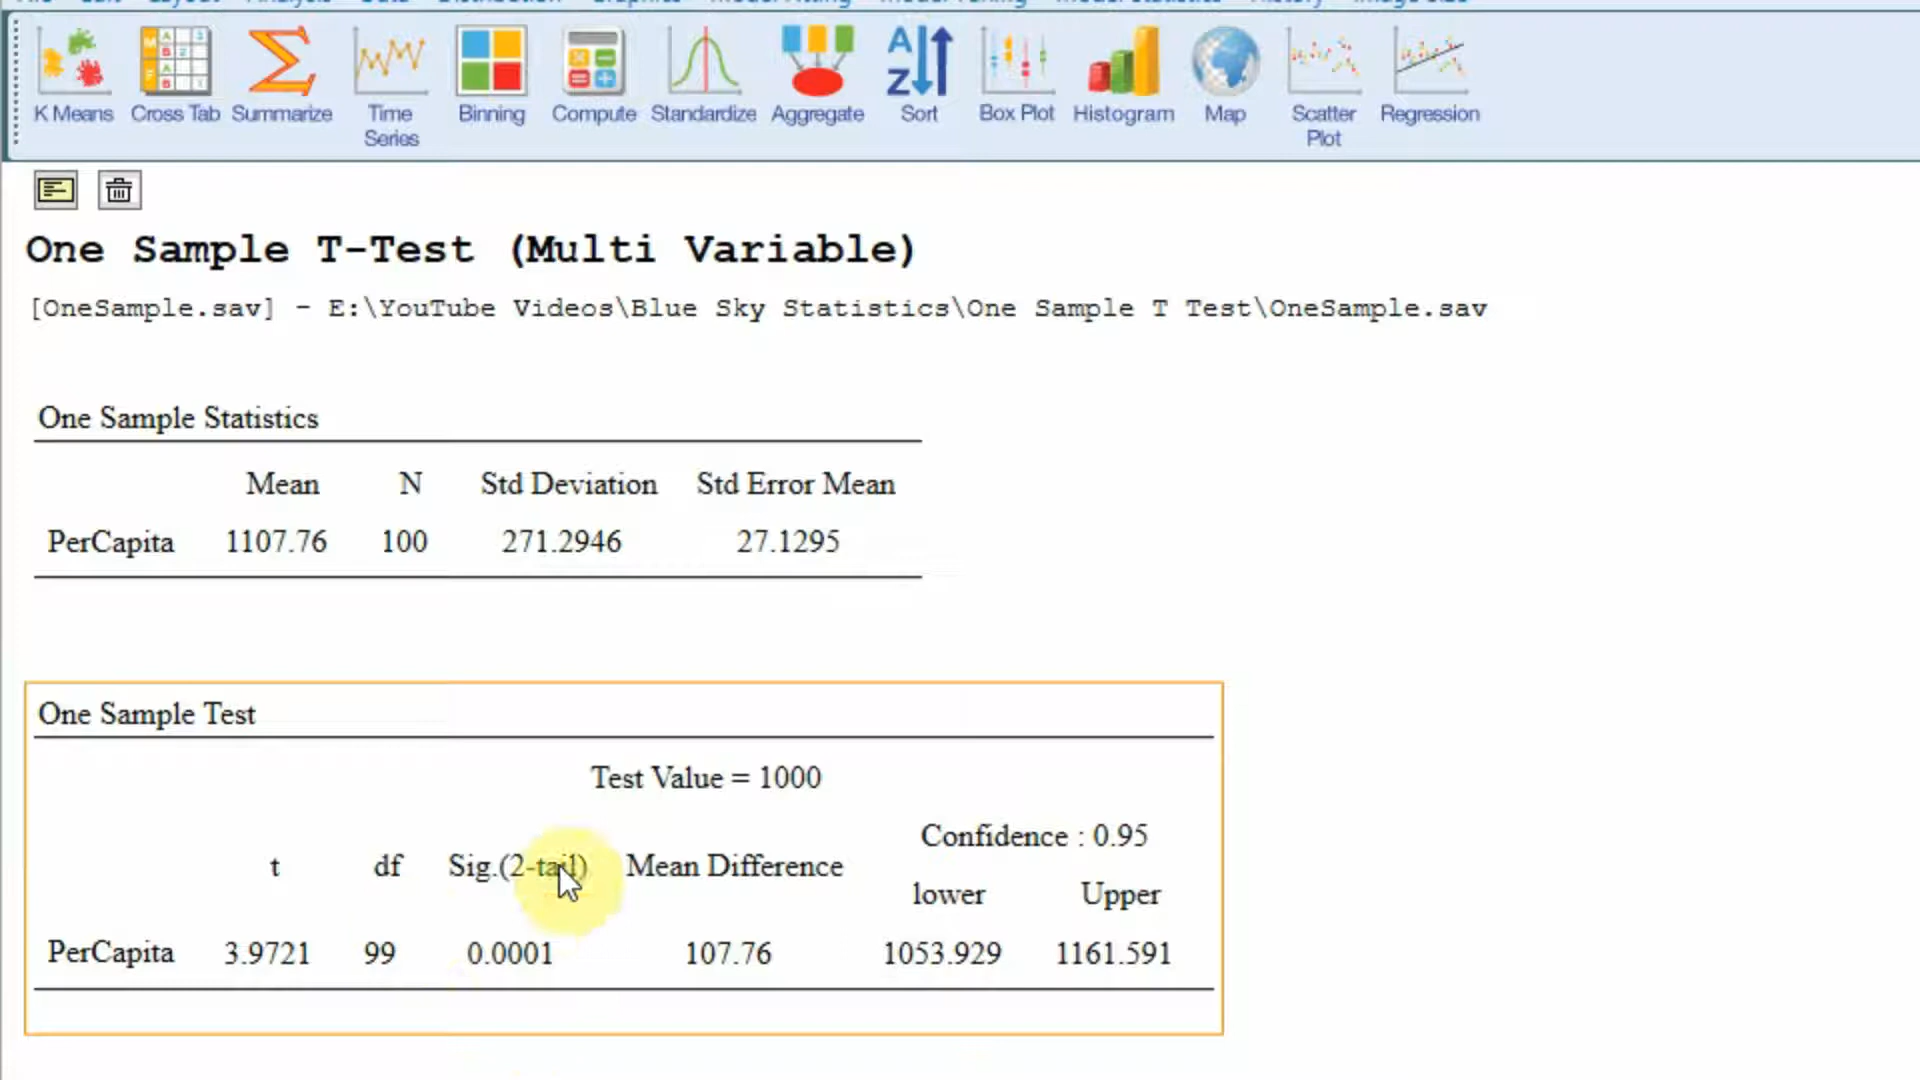 K Means Cross Tab Summarize Time Series Binning Compute Standardize Aggregate Sort Box Plot Histogram Map Scatter Plot Regression
One Sample T-Test (Multi Variable)
[OneSample.sav] - E:\YouTube Videos\Blue Sky Statistics\One Sample T Test\OneSample.sav
One Sample Statistics
Mean N Std Deviation Std Error Mean
PerCapita 1107.76 100 271.2946 27.1295
One Sample Test
Test Value = 1000
Confidence : 0.95
t df Sig.(2-tail) Mean Difference
lower Upper
PerCapita 3.9721 99 0.0001 107.76 1053.929 1161.591